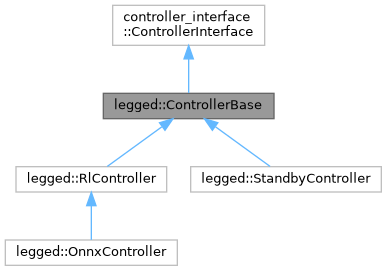 controller_interface
::ControllerInterface
legged::ControllerBase
legged::RlController
legged::StandbyController
legged::OnnxController